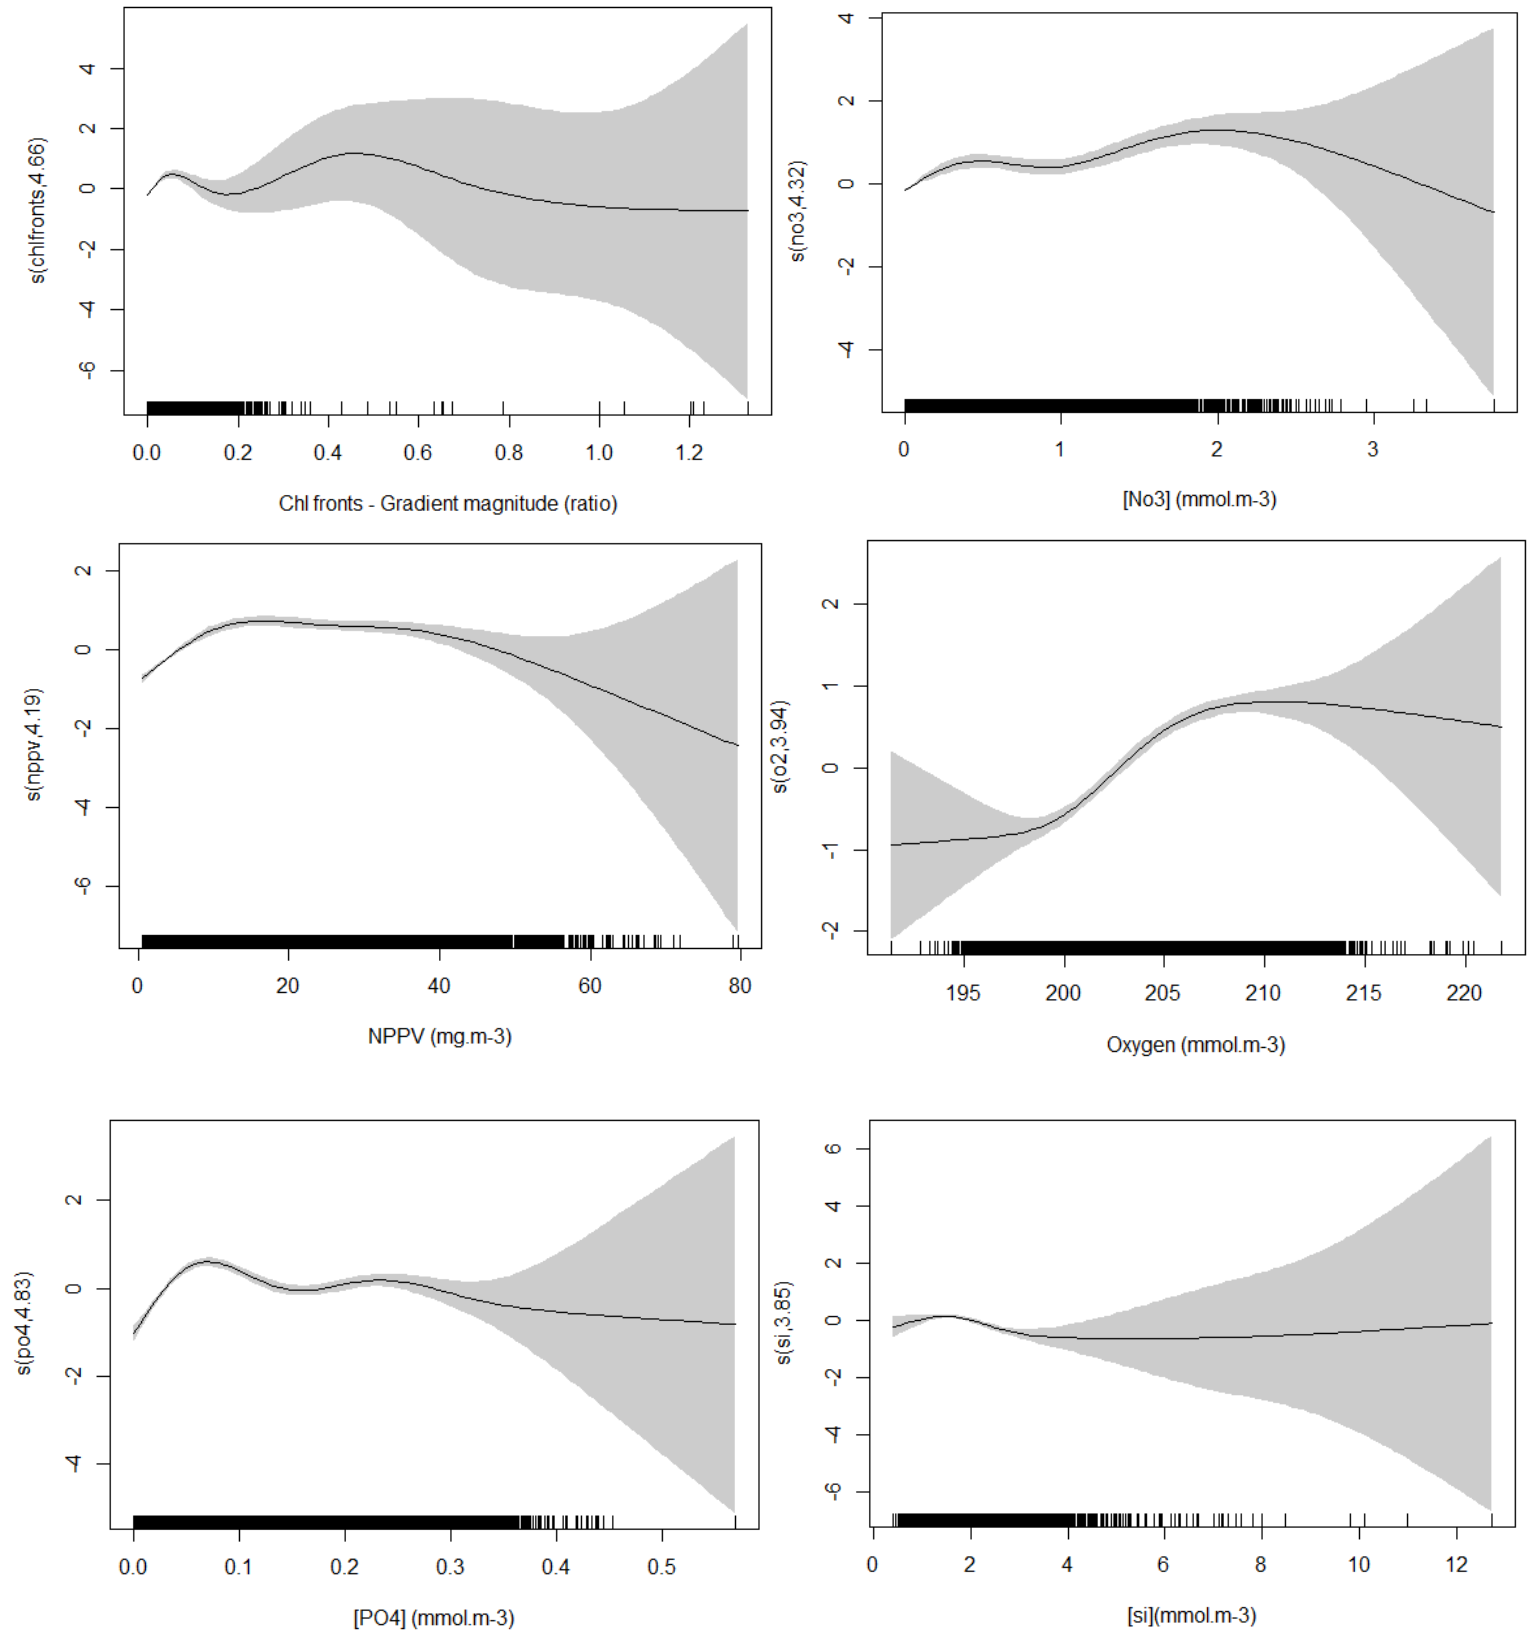 s(chlfronts,4.66)
4
2
0
-2
-4
-6
0.0 0.2 0.4 0.6 0.8 1.0 1.2
Chl fronts - Gradient magnitude (ratio)
s(no3,4.32)
4
2
0
-2
-4
0 1 2 3
[No3] (mmol.m-3)
s(nppv,4.19)
2
0
-2
-4
-6
0 20 40 60 80
NPPV (mg.m-3)
s(o2,3.94)
2
1
0
-1
-2
195 200 205 210 215 220
Oxygen (mmol.m-3)
s(po4,4.83)
2
0
-2
-4
0.0 0.1 0.2 0.3 0.4 0.5
[PO4] (mmol.m-3)
s(si,3.85)
6
4
2
0
-2
-4
-6
0 2 4 6 8 10 12
[si](mmol.m-3)